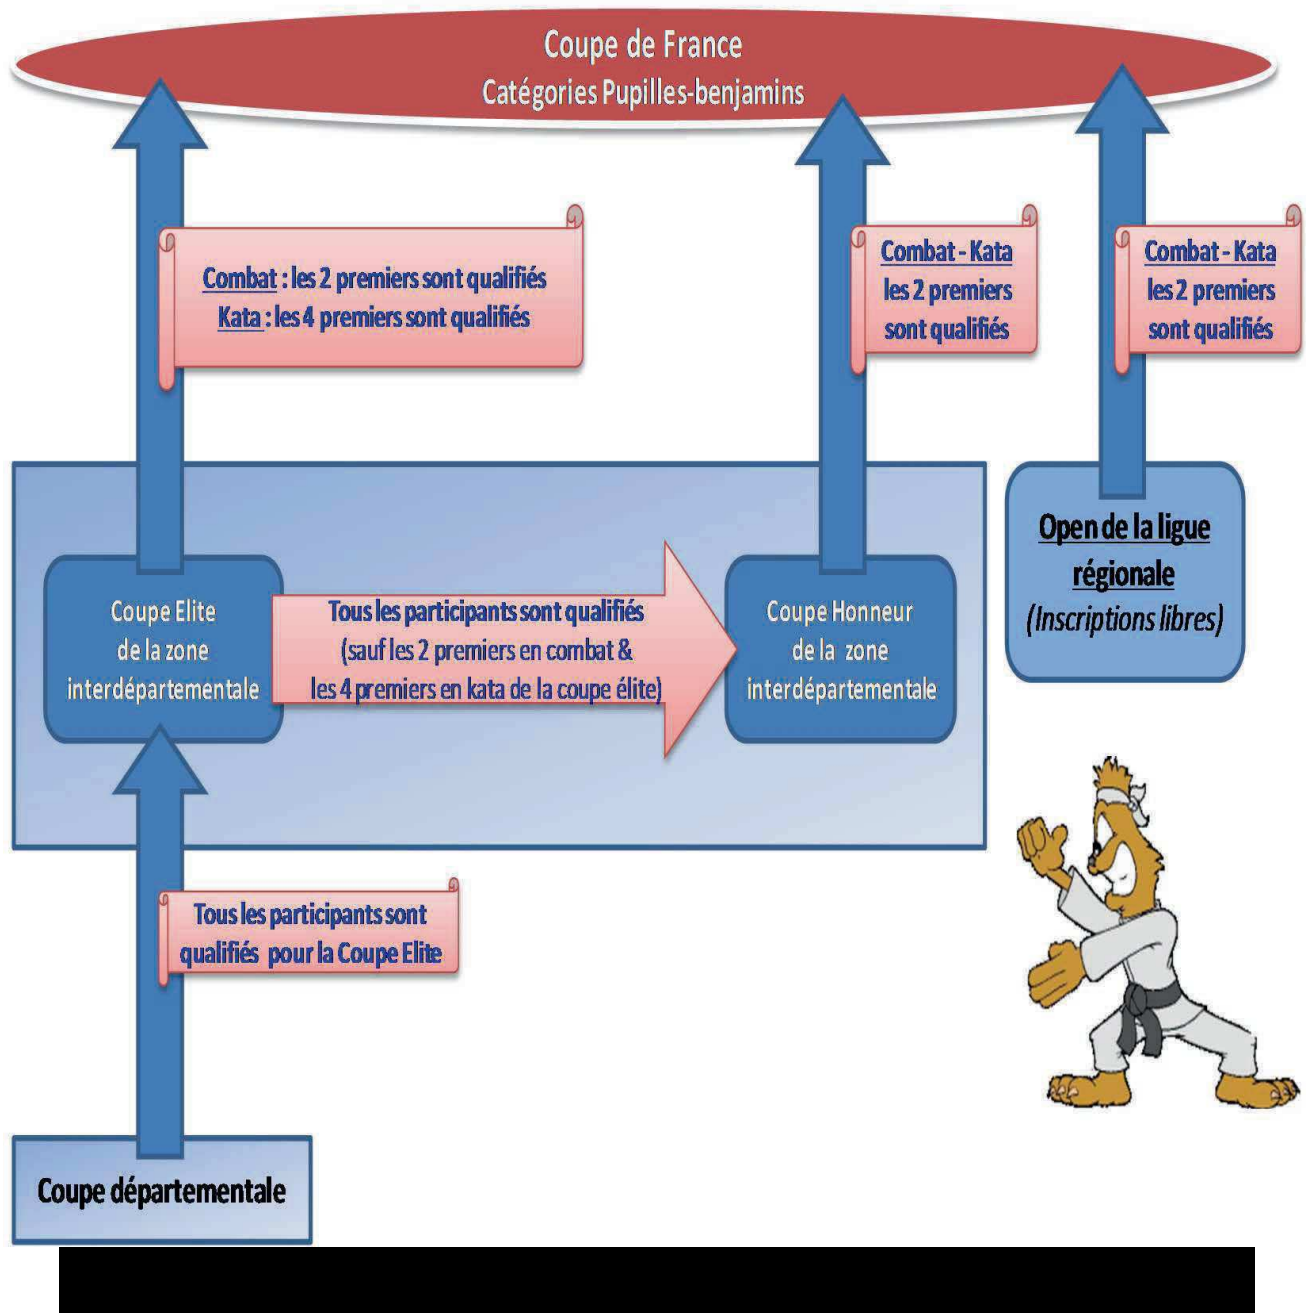 Coupe de France
Catégories Pupilles-benjamins
Combat : les 2 premiers sont qualifiés
Kata : les 4 premiers sont qualifiés
Combat - Kata
les 2 premiers
sont qualifiés
Combat - Kata
les 2 premiers
sont qualifiés
Coupe Elite
de la zone
interdépartementale
Tous les participants sont qualifiés
(sauf les 2 premiers en combat &
les 4 premiers en kata de la coupe élite)
Coupe Honneur
de la zone
interdépartementale
Open de la ligue
régionale
(Inscriptions libres)
Tous les participants sont
qualifiés pour la Coupe Elite
Coupe départementale